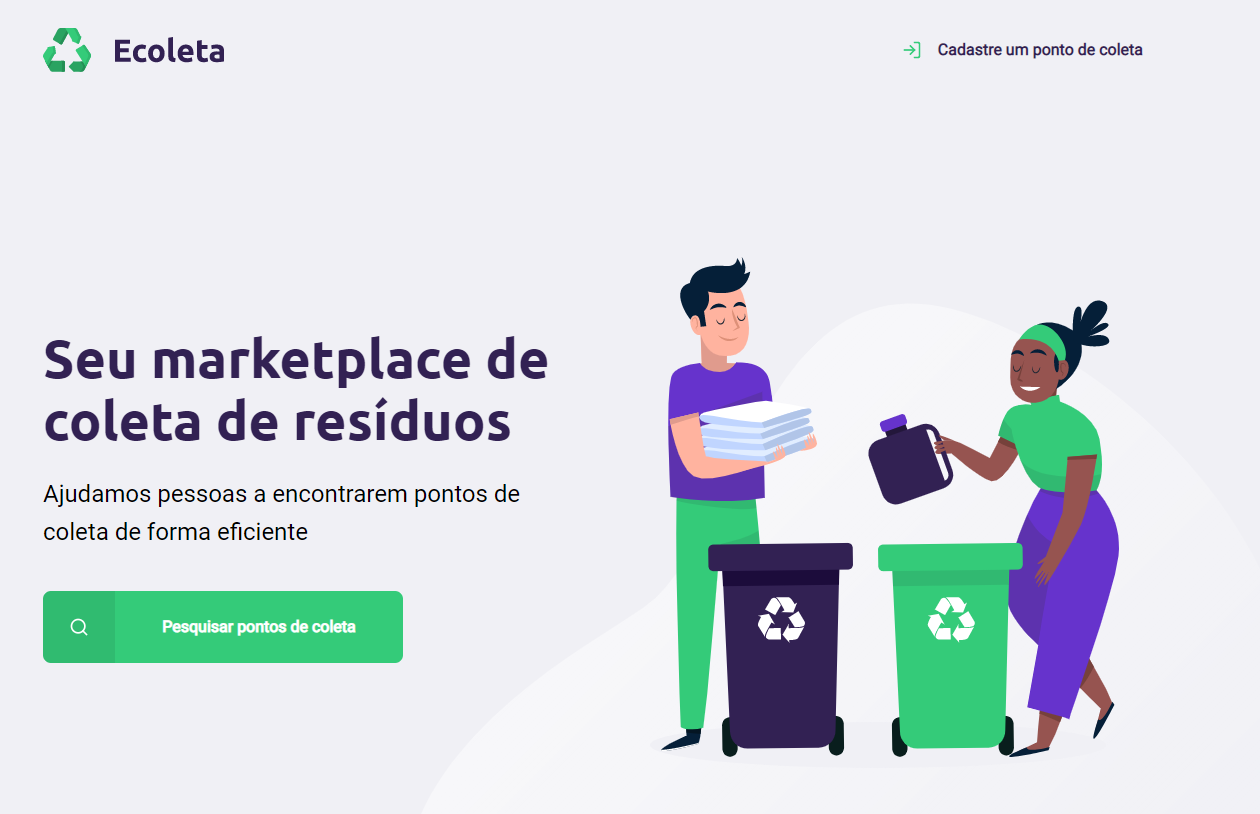 Ecoleta
Cadastre um ponto de coleta
Seu marketplace de
coleta de resíduos
Ajudamos pessoas a encontrarem pontos de
coleta de forma eficiente
Pesquisar pontos de coleta